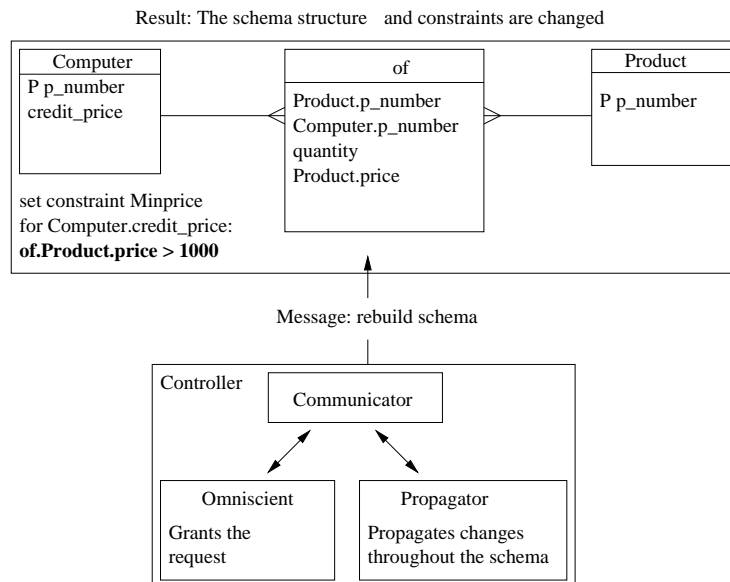 Result: The schema structure and constraints are changed
Computer
P p_number
credit_price
of
Product.p_number
Computer.p_number
quantity
Product.price
Product
P p_number
set constraint Minprice
for Computer.credit_price:
of.Product.price > 1000
Message: rebuild schema
Controller
Communicator
Omniscient
Grants the
request
Propagator
Propagates changes
throughout the schema